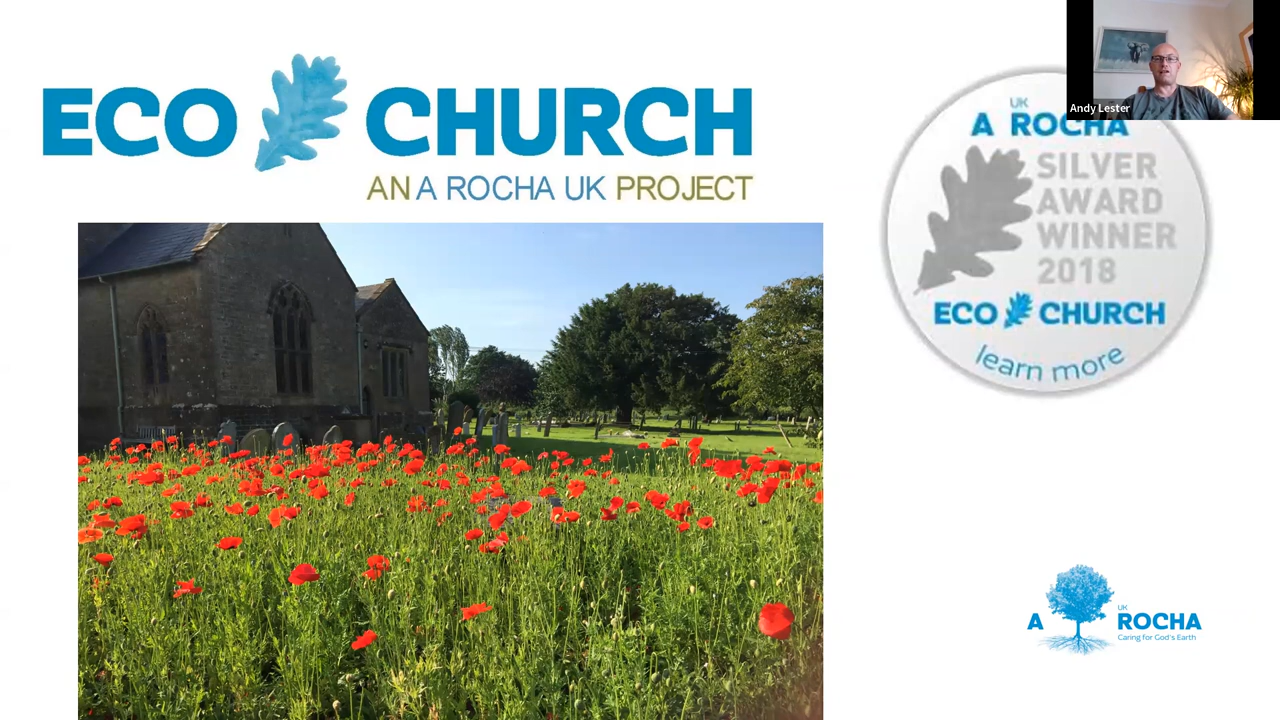 ECO CHURCH
AN A ROCHA UK PROJECT
Andy Lester
UK
A ROCHA
SILVER
AWARD
WINNER
2018
ECO CHURCH
learn more
UK
A ROCHA
Caring for God's Earth